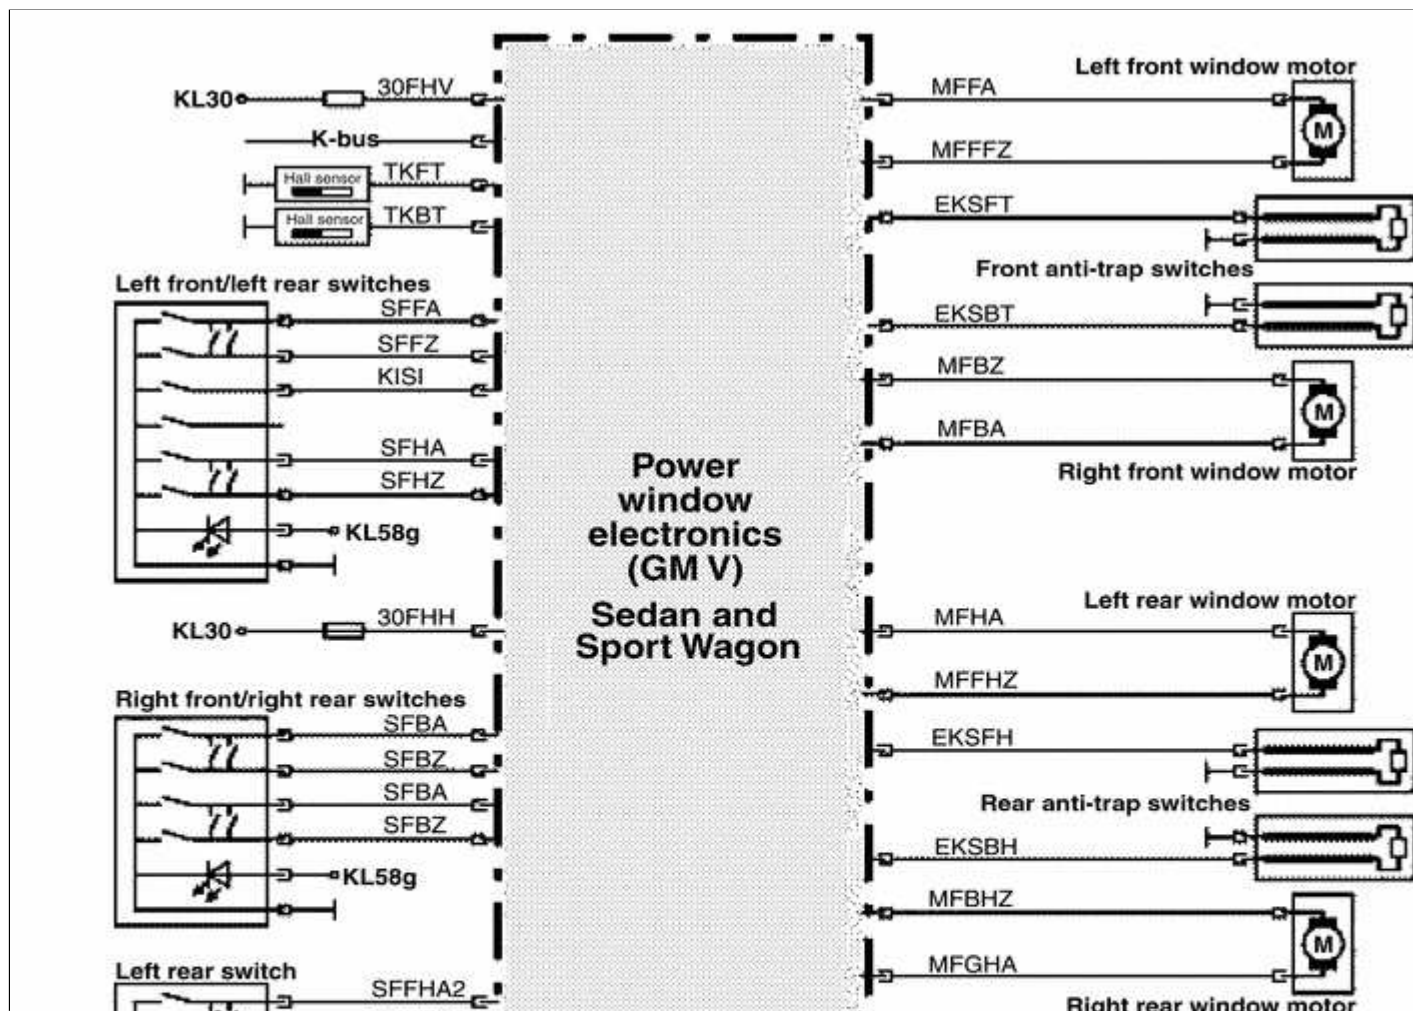 KL30
30FHV
K-bus
Hall sensor
TKFT
Hall sensor
TKBT
Left front/left rear switches
SFFA
SFFZ
KISI
SFHA
SFHZ
KL58g
KL30
30FHH
Right front/right rear switches
SFBA
SFBZ
SFBA
SFBZ
KL58g
Left rear switch
SFFHA2
Power
window
electronics
(GM V)
Sedan and
Sport Wagon
Left front window motor
MFFA
M
MFFFZ
EKSFT
Front anti-trap switches
EKSBT
MFBZ
M
MFBA
Right front window motor
Left rear window motor
MFHA
M
MFFHZ
EKSFH
Rear anti-trap switches
EKSBH
MFBHZ
M
MFGHA
Right rear window motor